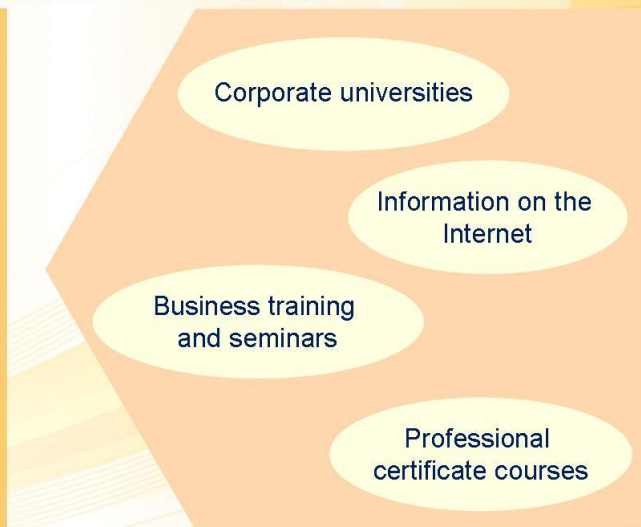 Corporate universities
Information on the
Internet
Business training
and seminars
Professional
certificate courses